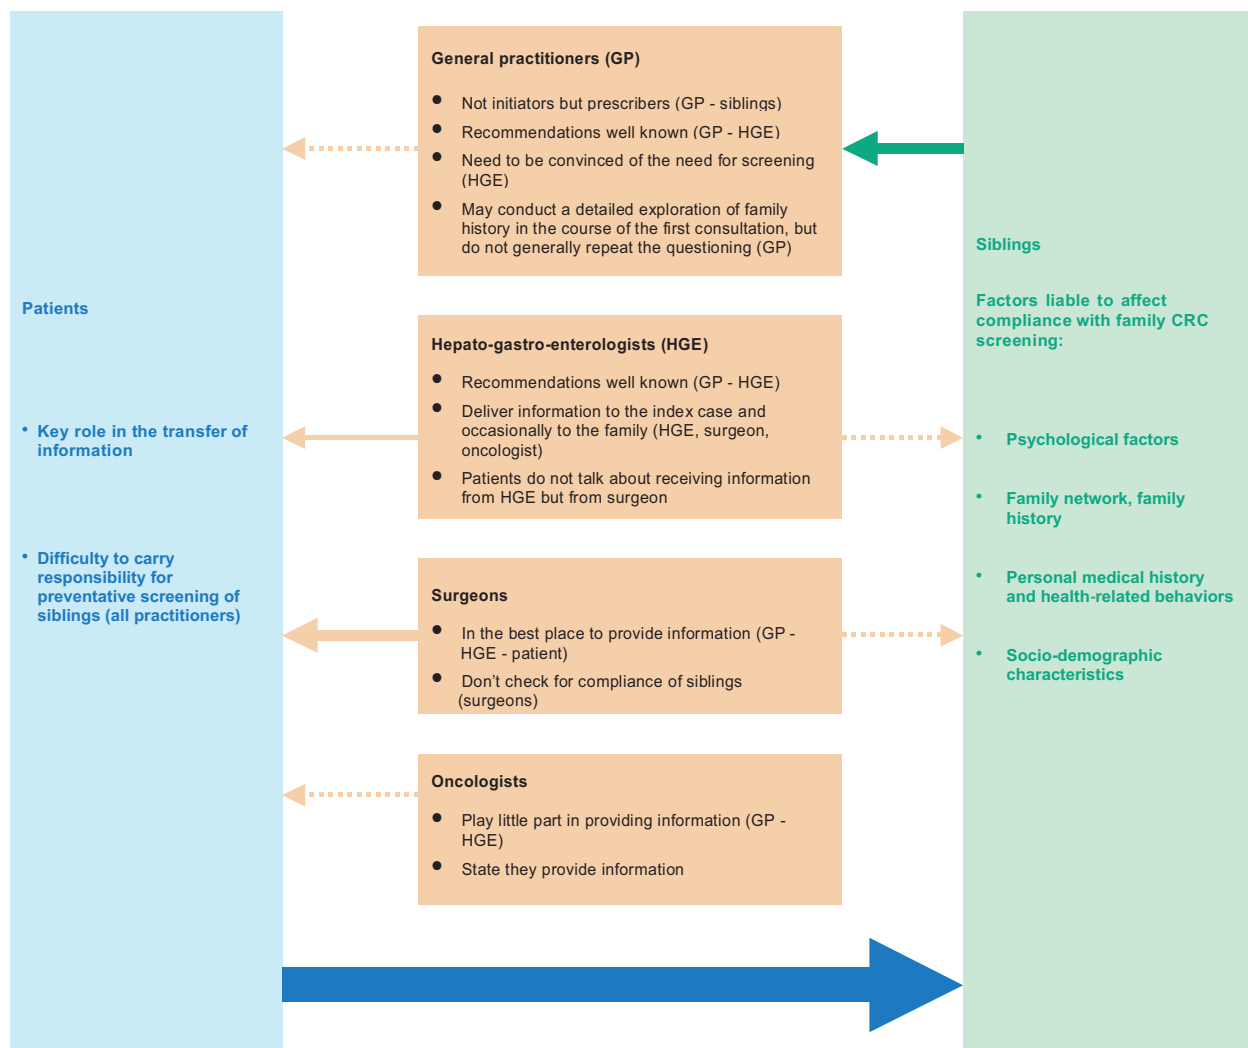 Patients
• Key role in the transfer of
information
• Difficulty to carry
responsibility for
preventative screening of
siblings (all practitioners)
General practitioners (GP)
● Not initiators but prescribers (GP - siblings)
● Recommendations well known (GP - HGE)
● Need to be convinced of the need for screening
(HGE)
● May conduct a detailed exploration of family
history in the course of the first consultation, but
do not generally repeat the questioning (GP)
Hepato-gastro-enterologists (HGE)
● Recommendations well known (GP - HGE)
● Deliver information to the index case and
occasionally to the family (HGE, surgeon,
oncologist)
● Patients do not talk about receiving information
from HGE but from surgeon
Surgeons
● In the best place to provide information (GP -
HGE - patient)
● Don’t check for compliance of siblings
(surgeons)
Oncologists
● Play little part in providing information (GP -
HGE)
● State they provide information
Siblings
Factors liable to affect
compliance with family CRC
screening:
• Psychological factors
• Family network, family
history
• Personal medical history
and health-related behaviors
• Socio-demographic
characteristics